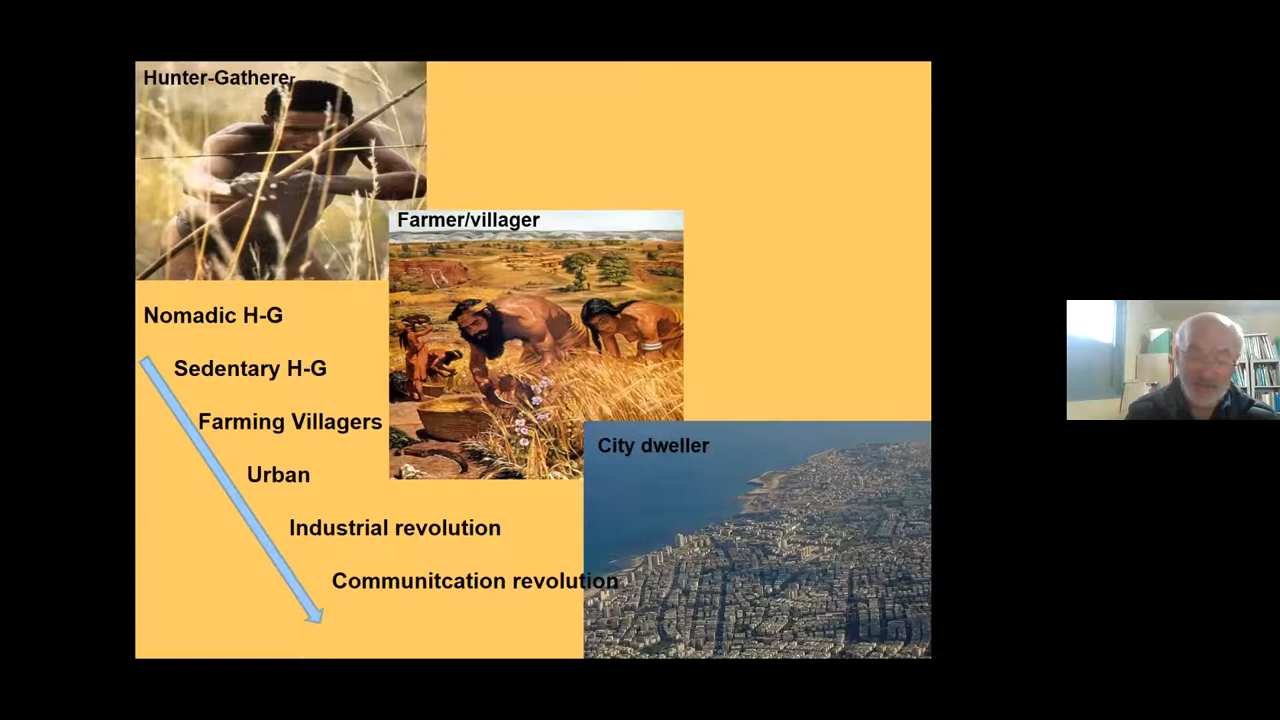 Hunter-Gatherer
Farmer/villager
City dweller
Nomadic H-G
Sedentary H-G
Farming Villagers
Urban
Industrial revolution
Communitcation revolution